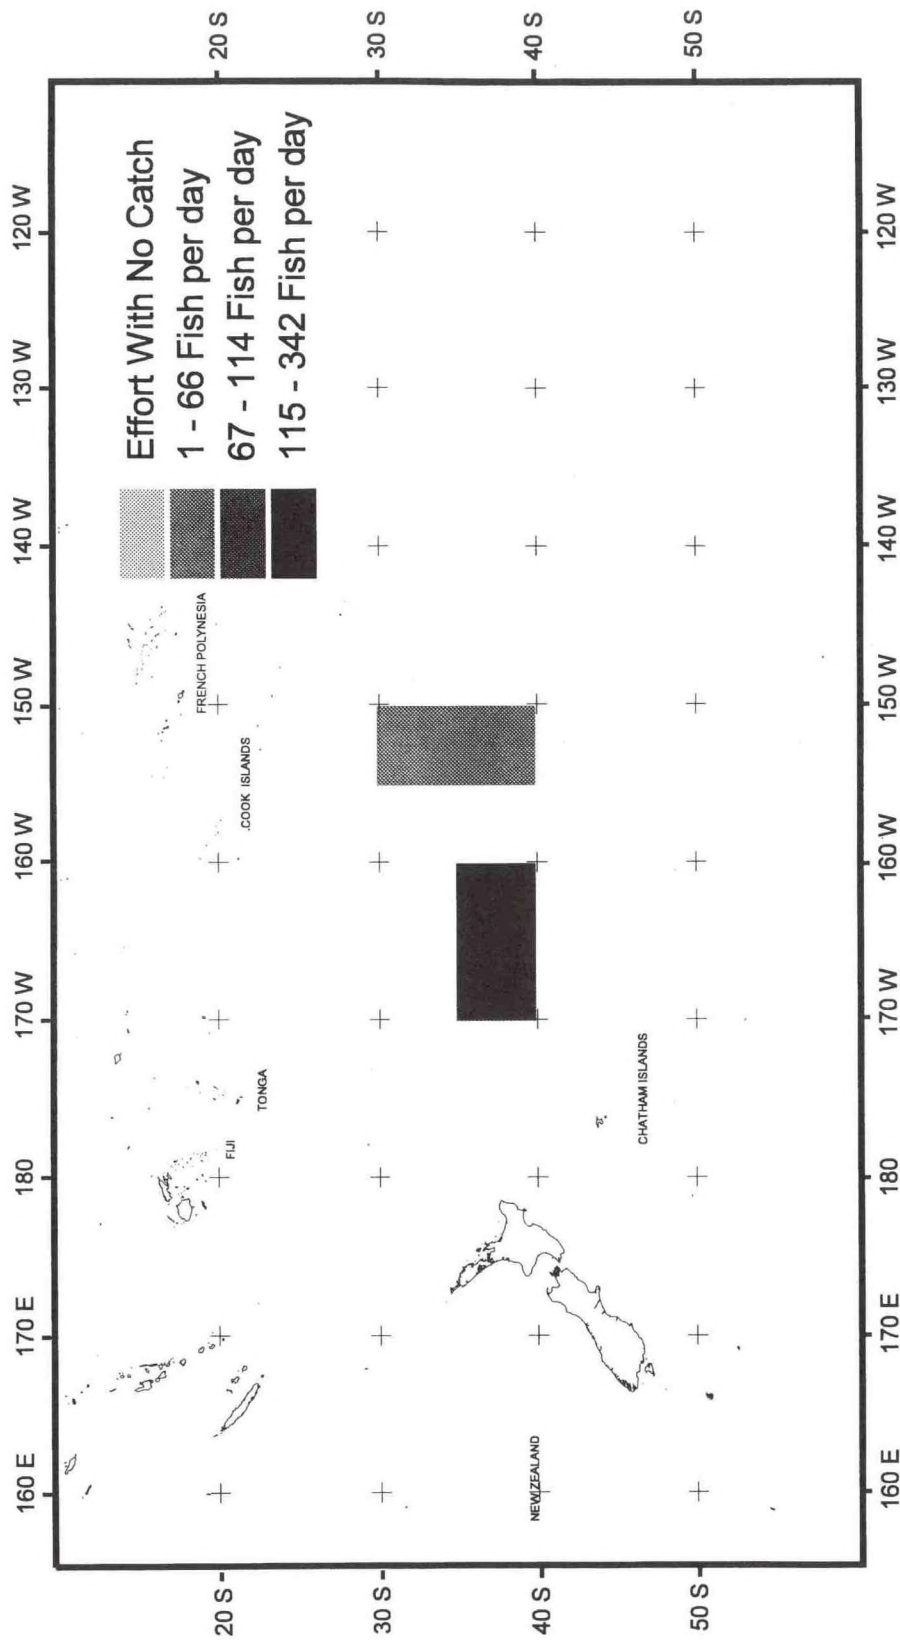 160 E 170 E 180 170 W 160 W 150 W 140 W 130 W 120 W
Effort With No Catch
1 - 66 Fish per day
67 - 114 Fish per day
115 - 342 Fish per day
20 S 20 S
FRENCH POLYNESIA
FIJI
.COOK ISLANDS
TONGA
30 S 30 S
NEW ZEALAND
40 S 40 S
CHATHAM ISLANDS
50 S 50 S
160 E 170 E 180 170 W 160 W 150 W 140 W 130 W 120 W